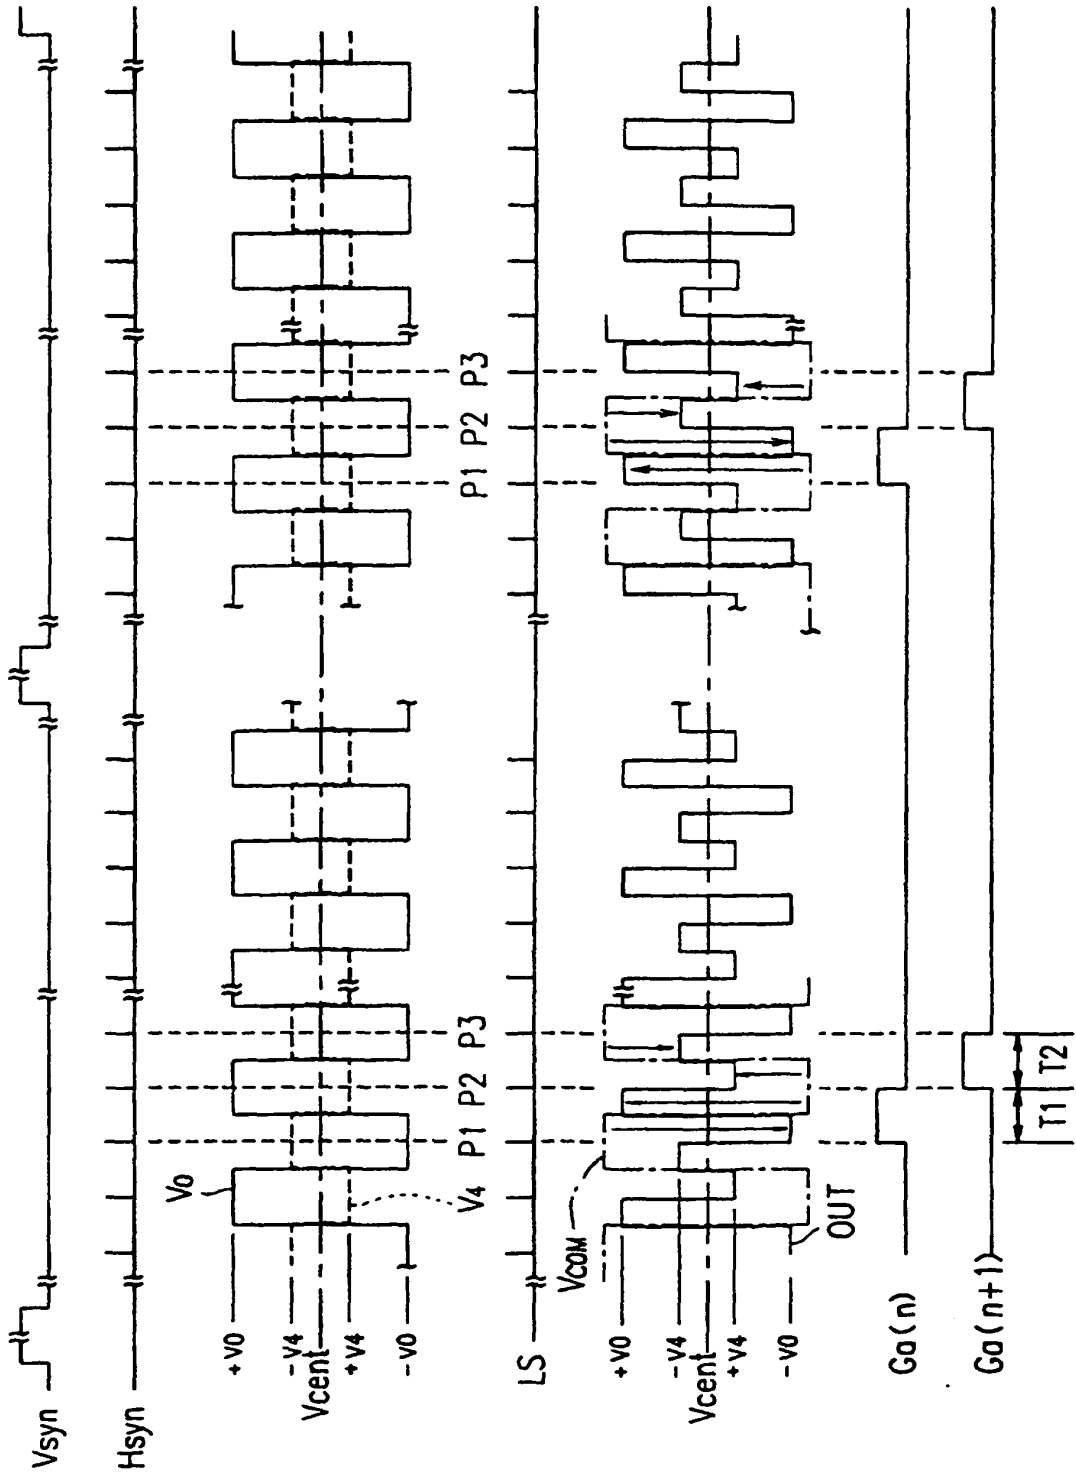 Vsyn
Hsyn
+V0
-V4
Vcent
+V4
-V0
V0
V4
P1 P2 P3
P1 P2 P3
LS
+V0
-V4
Vcent
+V4
-V0
VCOM
OUT
Ga(n)
Ga(n+1)
T1 T2